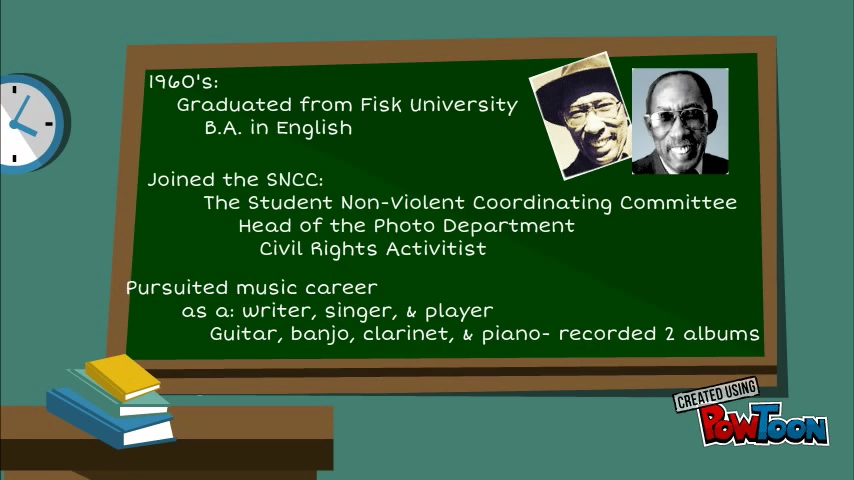 1960's:
Graduated from Fisk University
B.A. in English
Joined the SNCC:
The Student Non-Violent Coordinating Committee
Head of the Photo Department
Civil Rights Activitist
Pursuited music career
as a: writer, singer, & player
Guitar, banjo, clarinet, & piano- recorded 2 albums
CREATED USING
POWTOON